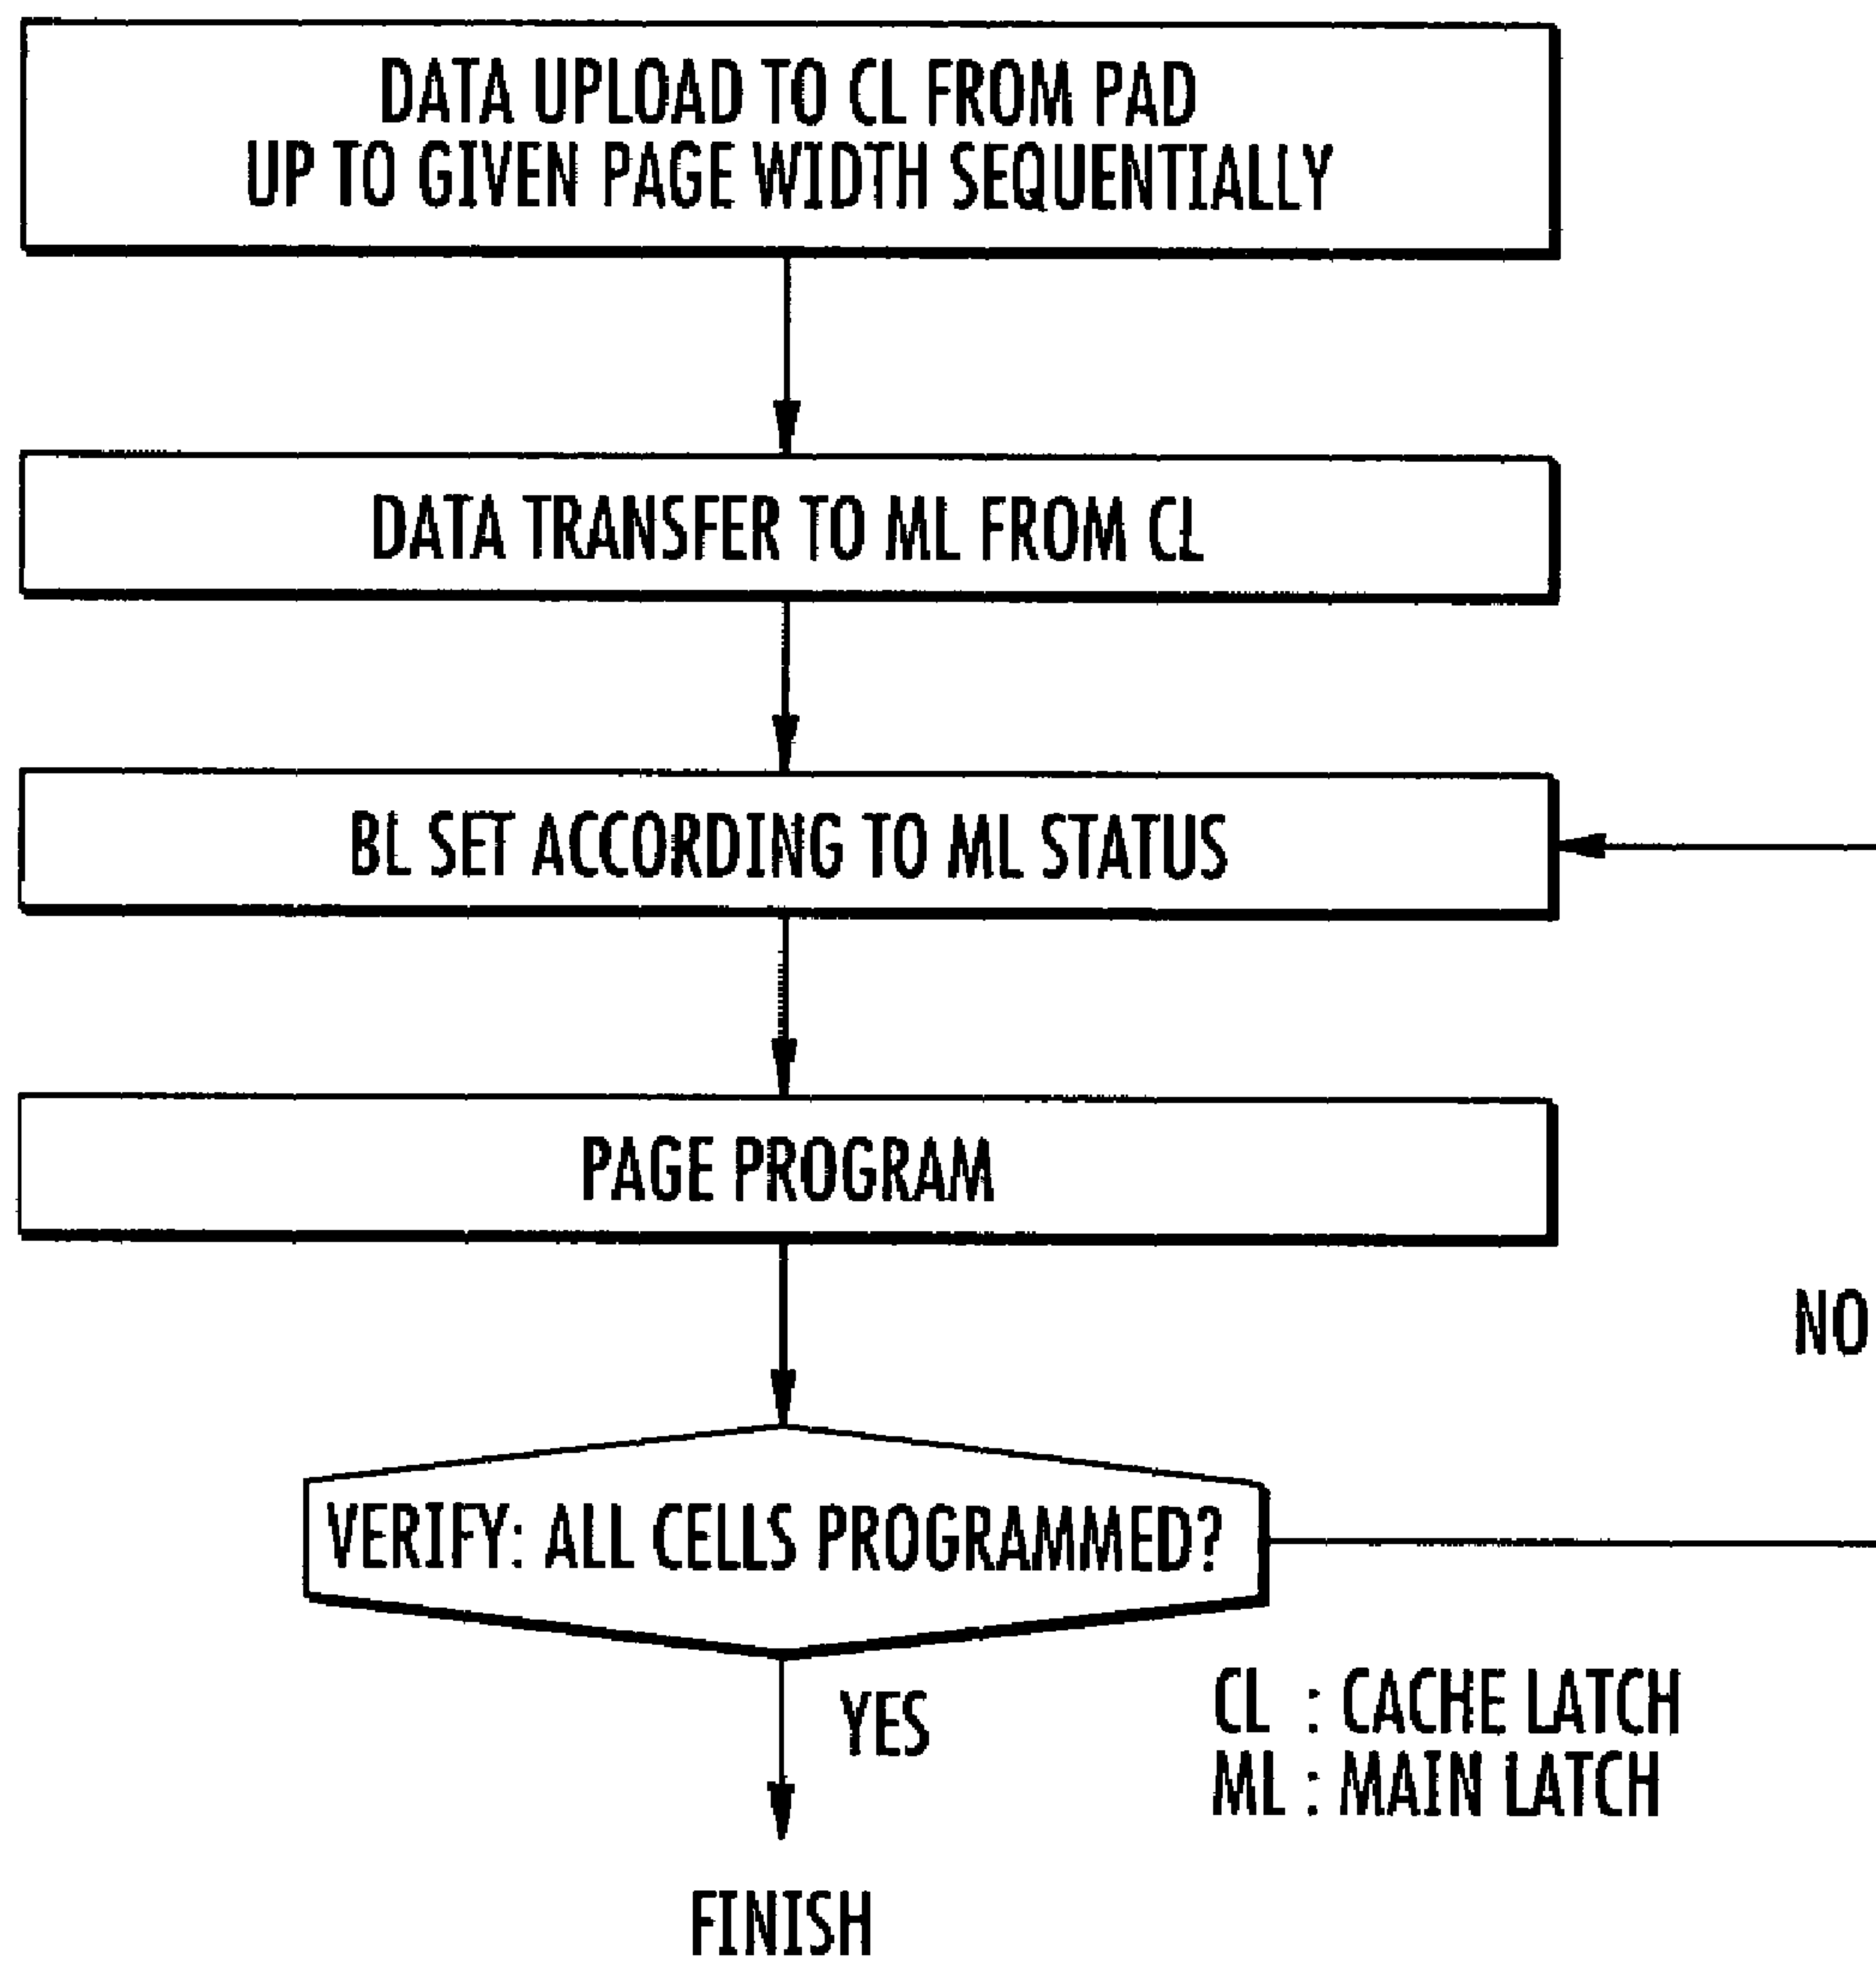 DATA UPLOAD TO CL FROM PAD
UP TO GIVEN PAGE WIDTH SEQUENTIALLY
DATA TRANSFER TO ML FROM CL
BL SET ACCORDING TO ML STATUS
PAGE PROGRAM
NO
VERIFY: ALL CELLS PROGRAMMED?
YES
CL : CACHE LATCH
ML : MAIN LATCH
FINISH